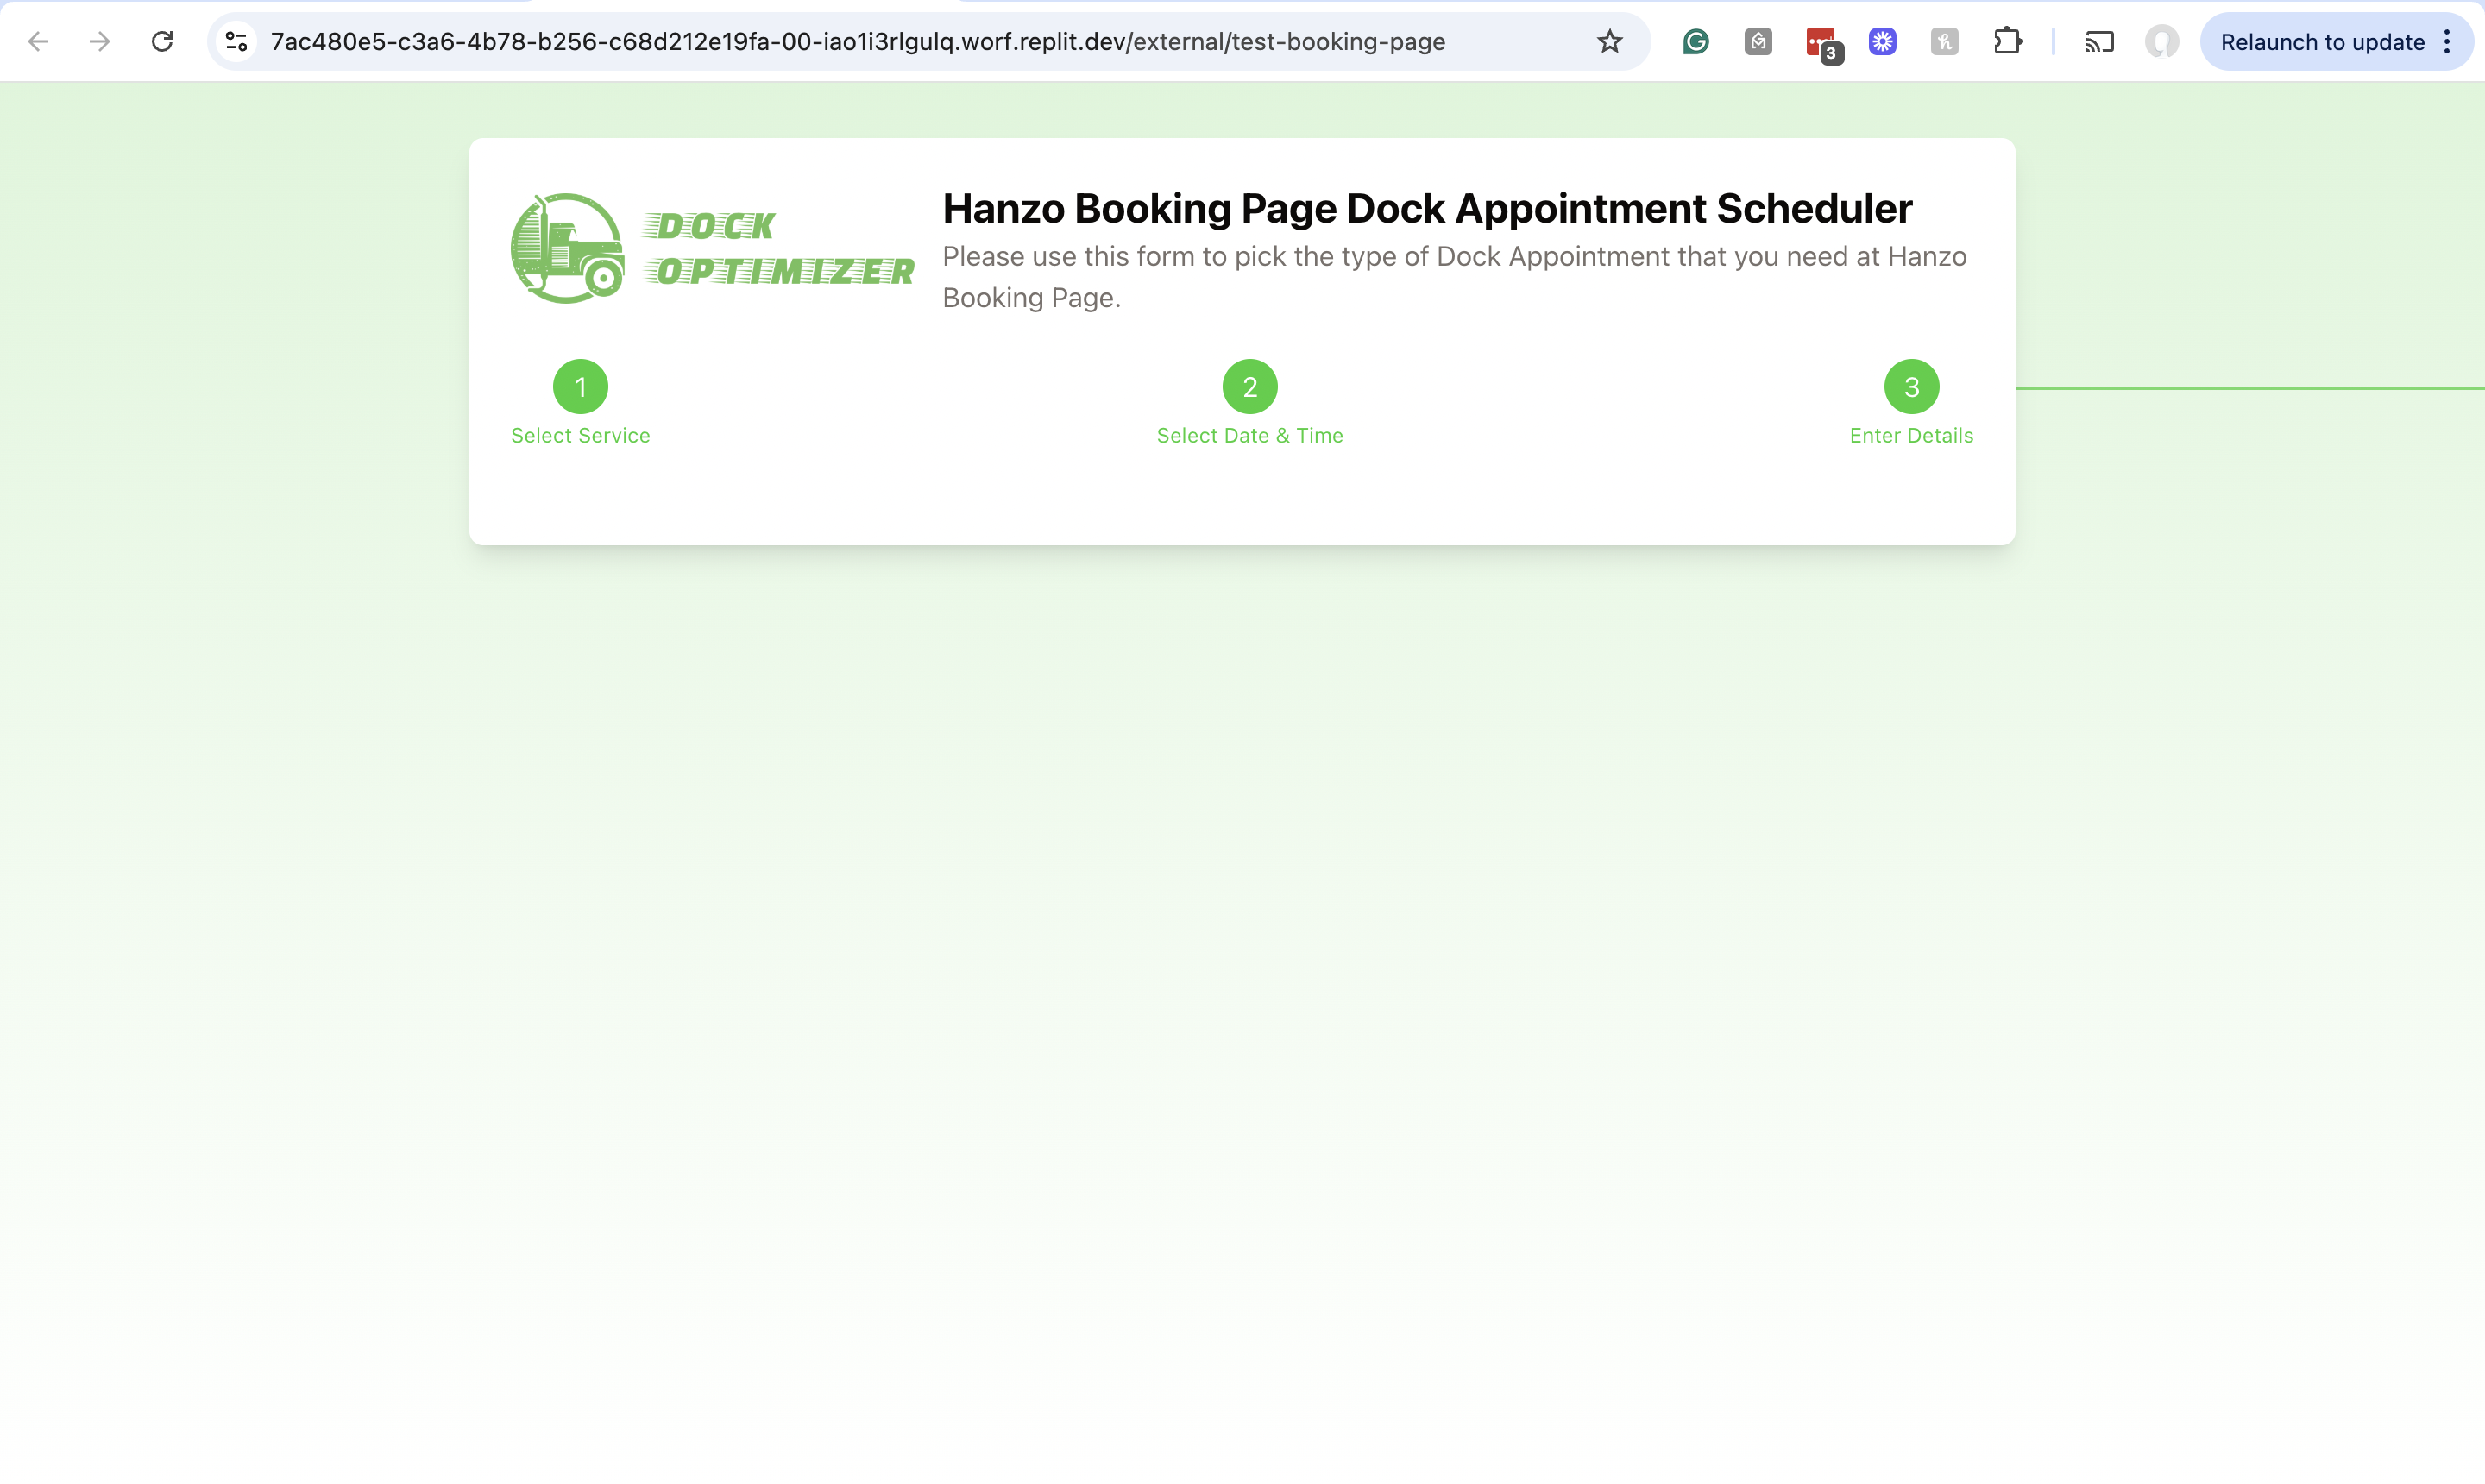 7ac480e5-c3a6-4b78-b256-c68d212e19fa-00-iao1i3rlgulq.worf.replit.dev/external/test-booking-page
3
Relaunch to update
DOCK
OPTIMIZER
Hanzo Booking Page Dock Appointment Scheduler
Please use this form to pick the type of Dock Appointment that you need at Hanzo
Booking Page.
1
Select Service
2
Select Date & Time
3
Enter Details